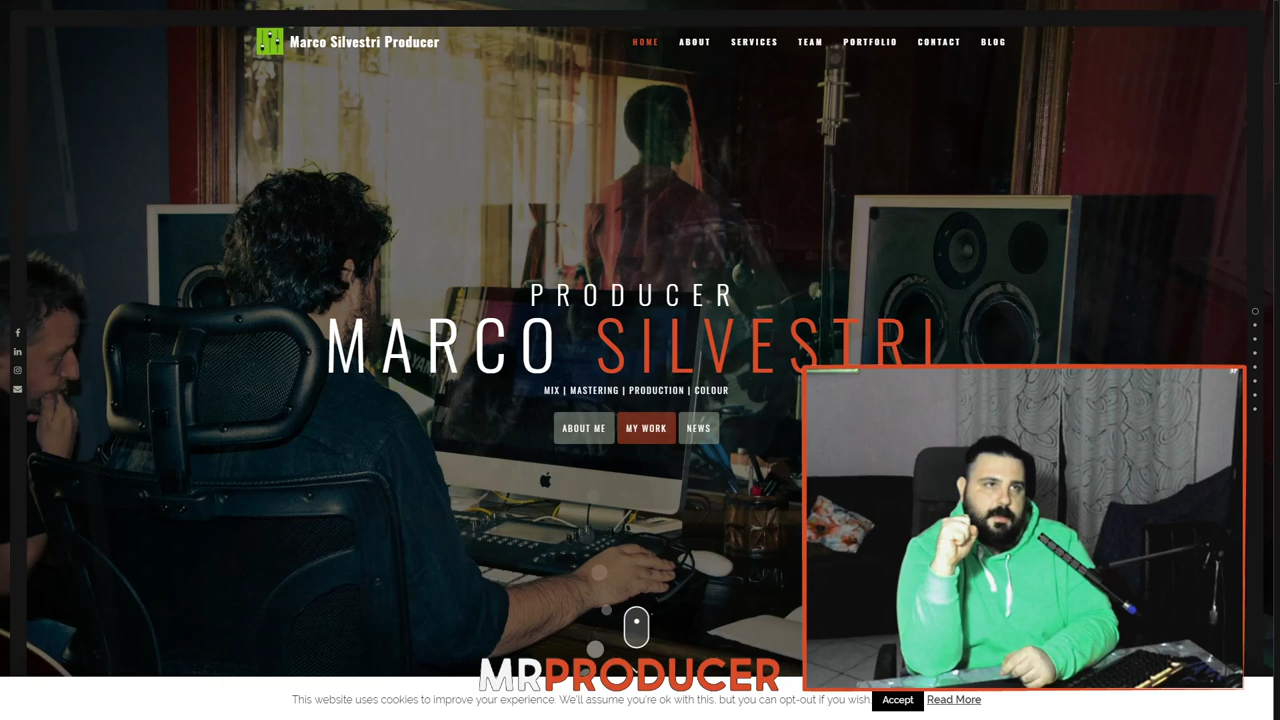 Marco Silvestri Producer
HOME ABOUT SERVICES TEAM PORTFOLIO CONTACT BLOG
PRODUCER
MARCO SILVESTRI
MIX | MASTERING | PRODUCTION | COLOUR
ABOUT ME MY WORK NEWS
MRPRODUCER
This website uses cookies to improve your experience. We'll assume you're ok with this, but you can opt-out if you wish. Accept Read More